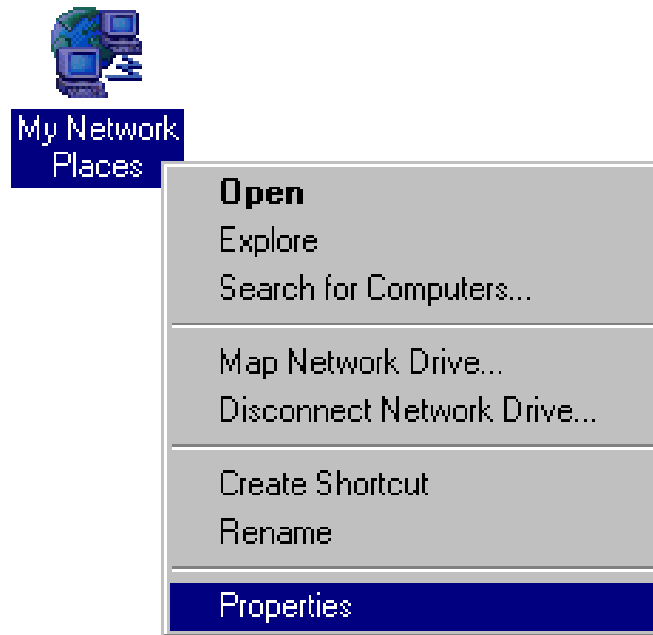 My Network
Places
Open
Explore
Search for Computers...
Map Network Drive...
Disconnect Network Drive...
Create Shortcut
Rename
Properties